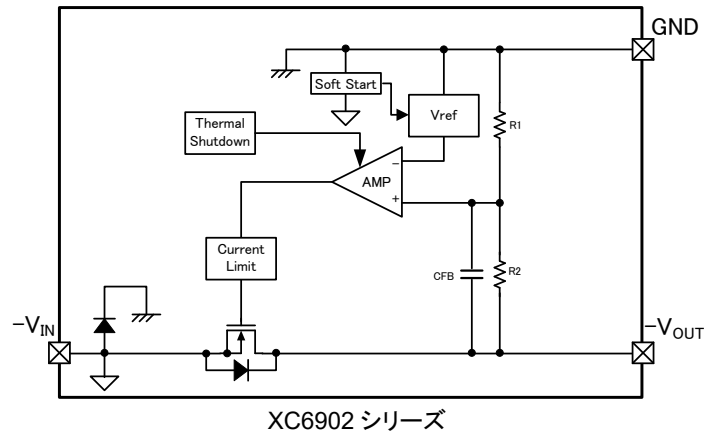 GND
Soft Start
Vref
R1
Thermal
Shutdown
−
AMP
+
Current
Limit
CFB
R2
−VIN
−VOUT
XC6902 シリーズ